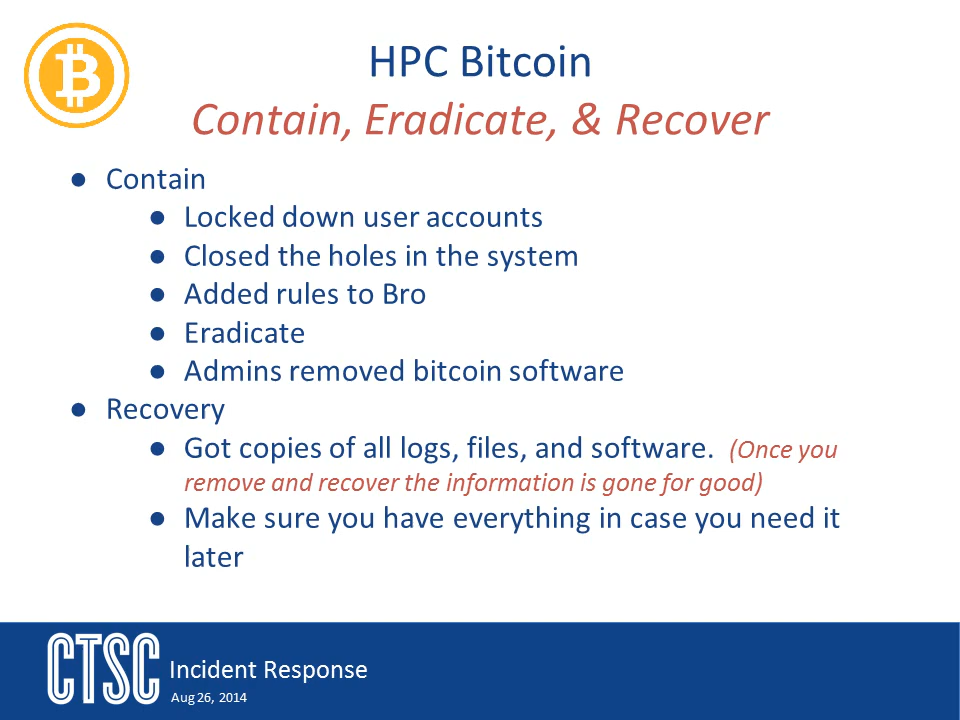 HPC Bitcoin
Contain, Eradicate, & Recover
● Contain
● Locked down user accounts
● Closed the holes in the system
● Added rules to Bro
● Eradicate
● Admins removed bitcoin software
● Recovery
● Got copies of all logs, files, and software. (Once you
remove and recover the information is gone for good)
● Make sure you have everything in case you need it
later
CTSC Incident Response
Aug 26, 2014